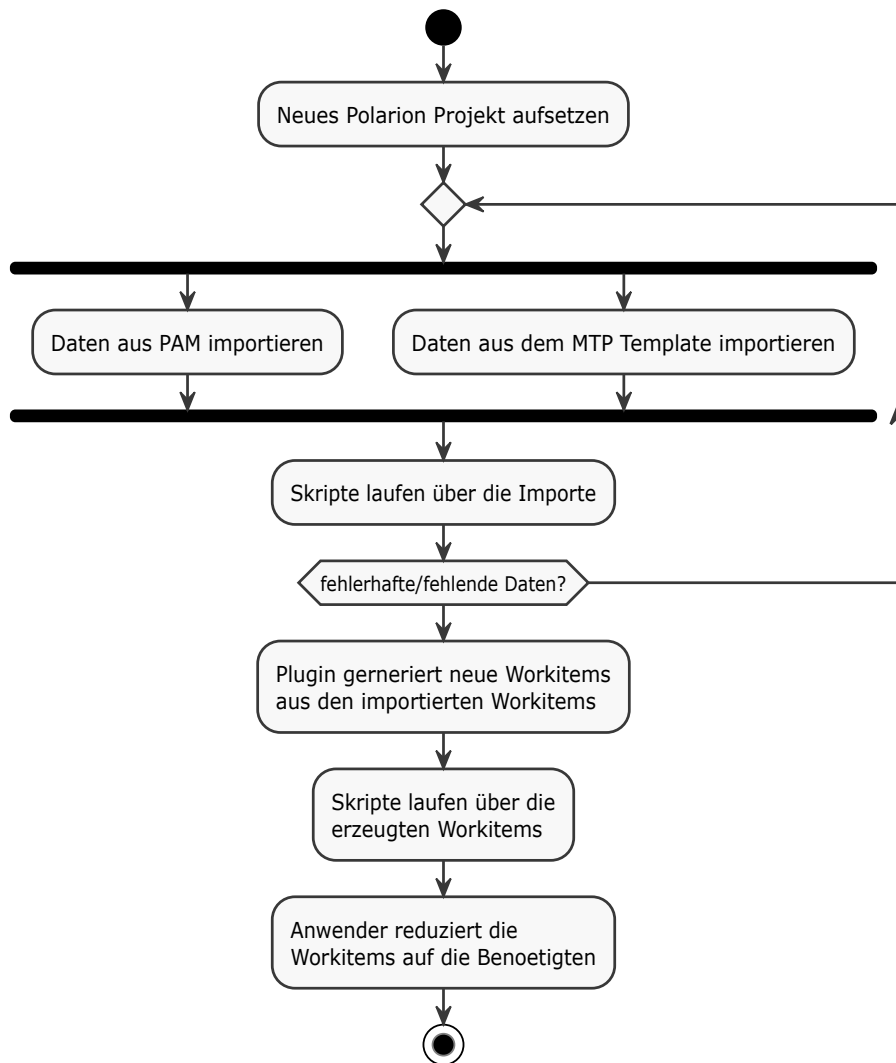 Neues Polarion Projekt aufsetzen
Daten aus PAM importieren
Daten aus dem MTP Template importieren
Skripte laufen über die Importe
fehlerhafte/fehlende Daten?
Plugin gerneriert neue Workitems
aus den importierten Workitems
Skripte laufen über die
erzeugten Workitems
Anwender reduziert die
Workitems auf die Benoetigten